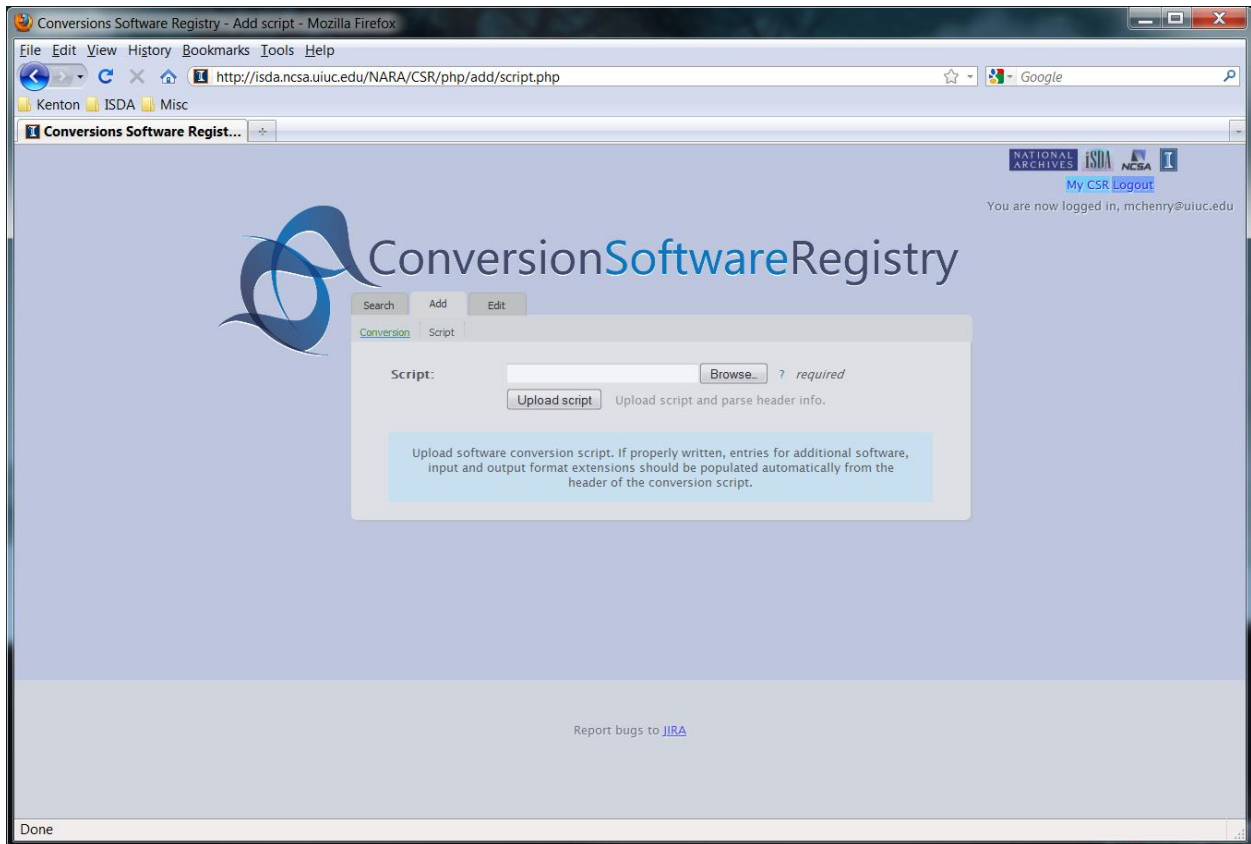 Conversions Software Registry - Add script - Mozilla Firefox
File Edit View History Bookmarks Tools Help
http://isda.ncsa.uiuc.edu/NARA/CSR/php/add/script.php
Google
Kenton ISDA Misc
Conversions Software Regist...
NATIONAL ARCHIVES ISDA NCSA I
My CSR Logout
You are now logged in, mchenry@uiuc.edu
ConversionSoftwareRegistry
Search Add Edit
Conversion Script
Script: Browse... ? required
Upload script Upload script and parse header info.
Upload software conversion script. If properly written, entries for additional software,
input and output format extensions should be populated automatically from the
header of the conversion script.
Report bugs to JIRA
Done